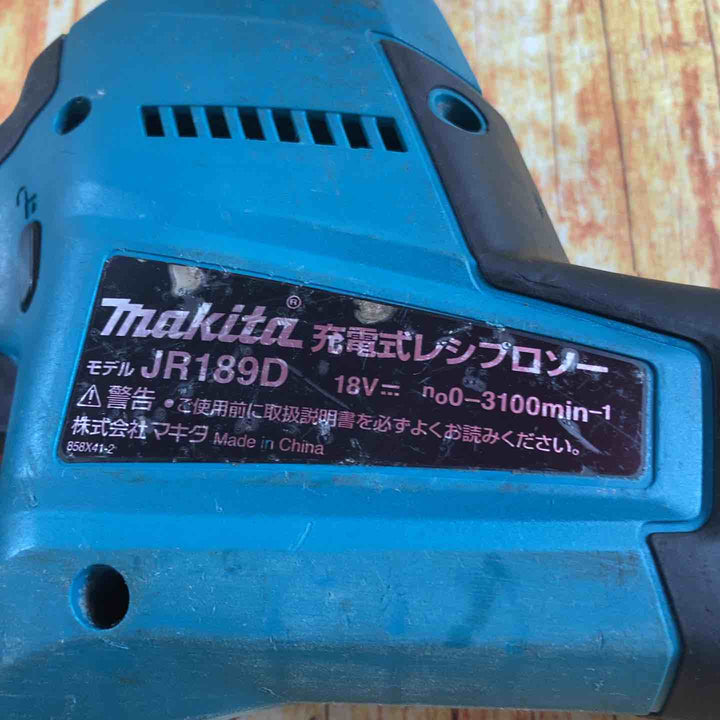 makita® 充電式レシプロソー
モデル JR189D 18V⎓ n₀0-3100min-1
⚠警告 •ご使用前に取扱説明書を必ずよくお読みください。
株式会社 マキタ Made in China
858X41-2